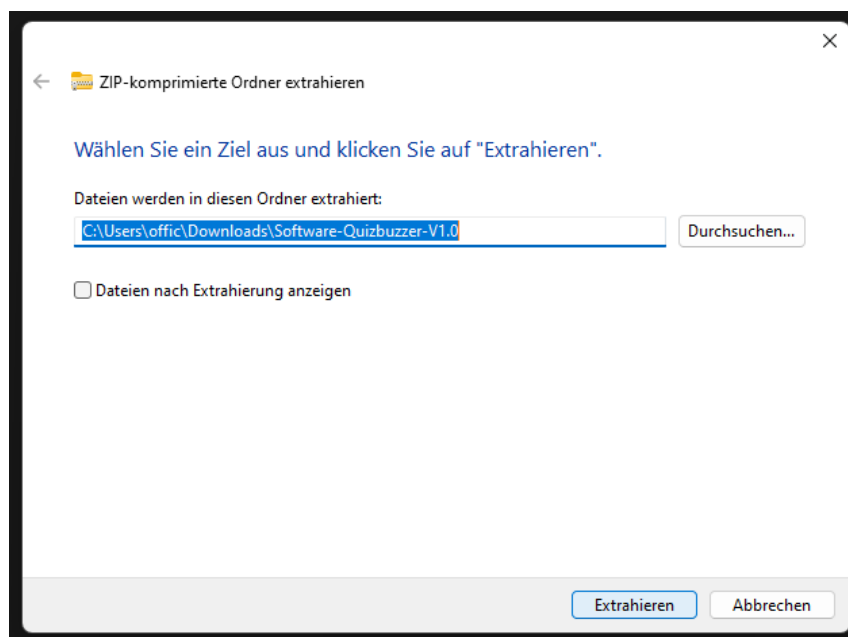 ZIP-komprimierte Ordner extrahieren
Wählen Sie ein Ziel aus und klicken Sie auf "Extrahieren".
Dateien werden in diesen Ordner extrahiert:
C:\Users\offic\Downloads\Software-Quizbuzzer-V1.0
Durchsuchen...
Dateien nach Extrahierung anzeigen
Extrahieren
Abbrechen